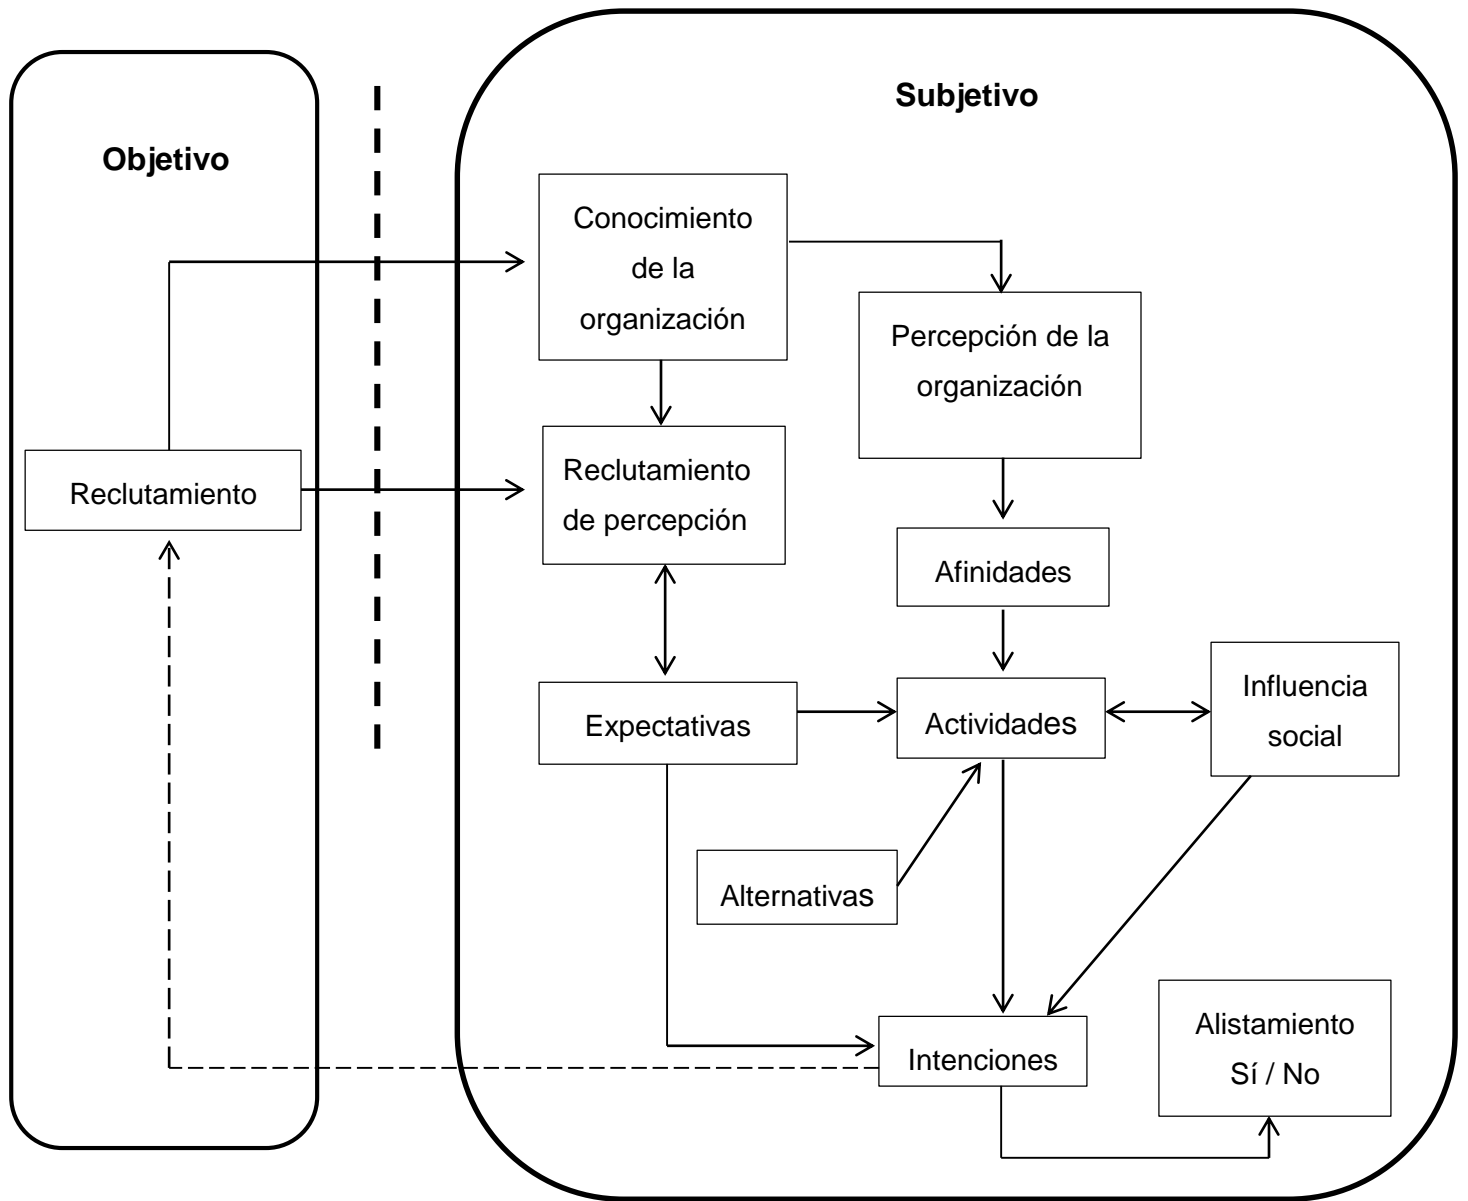 Objetivo
Subjetivo
Conocimiento
de la
organización
Percepción de la
organización
Reclutamiento
Reclutamiento
de percepción
Afinidades
Expectativas
Actividades
Influencia
social
Alternativas
Intenciones
Alistamiento
Sí / No